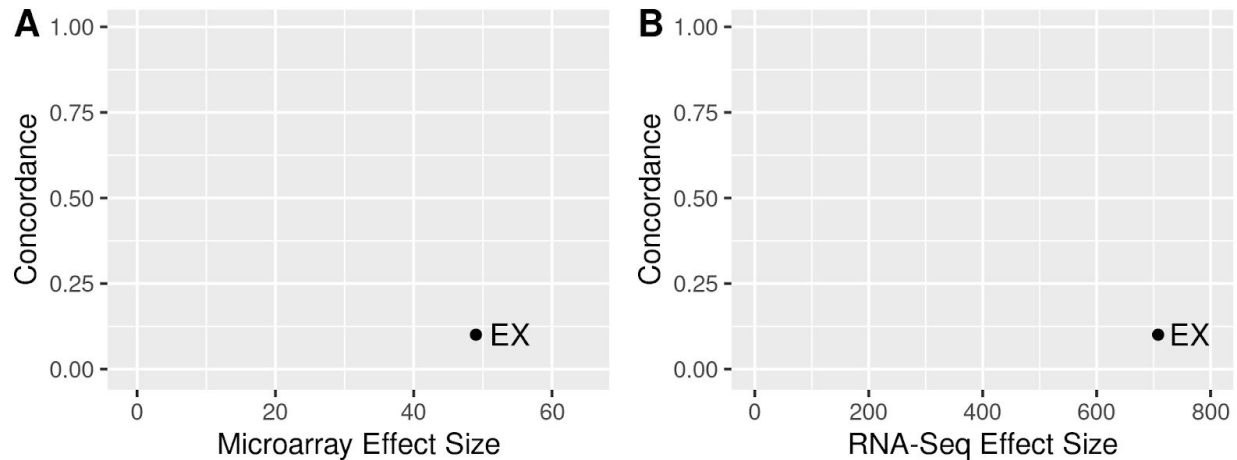 A
1.00
0.75
0.50
0.25
0.00
Concordance
EX
0 20 40 60
Microarray Effect Size
B
1.00
0.75
0.50
0.25
0.00
Concordance
EX
0 200 400 600 800
RNA-Seq Effect Size